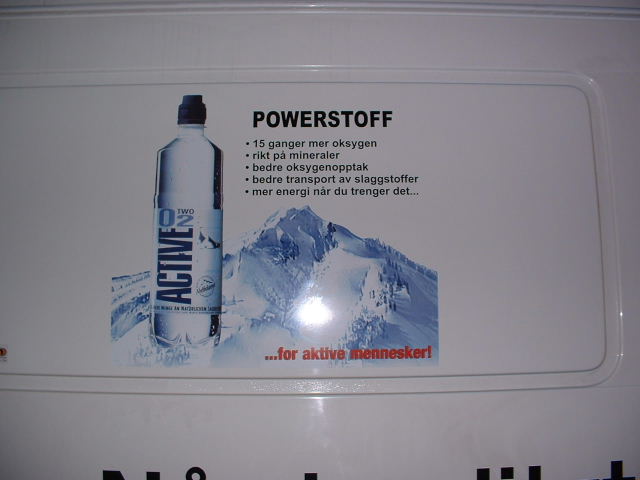 POWERSTOFF
• 15 ganger mer oksygen
• rikt på mineraler
• bedre oksygenopptak
• bedre transport av slaggstoffer
• mer energi når du trenger det...
O2 TWO
ACTIVE
...for aktive mennesker!